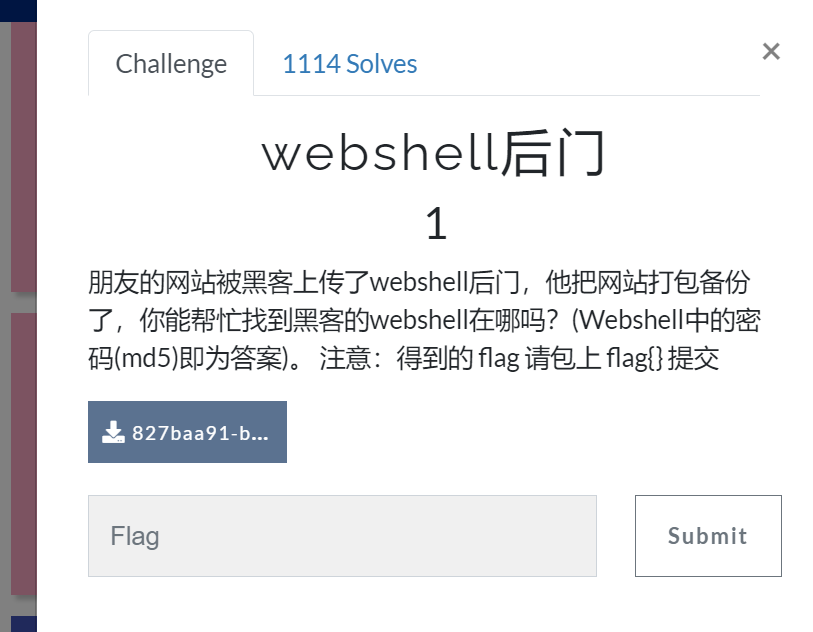 Challenge
1114 Solves
×
webshell后门
1
朋友的网站被黑客上传了webshell后门，他把网站打包备份
了，你能帮忙找到黑客的webshell在哪吗？(Webshell中的密
码(md5)即为答案)。 注意：得到的 flag 请包上 flag{} 提交
827baa91-b...
Flag
Submit